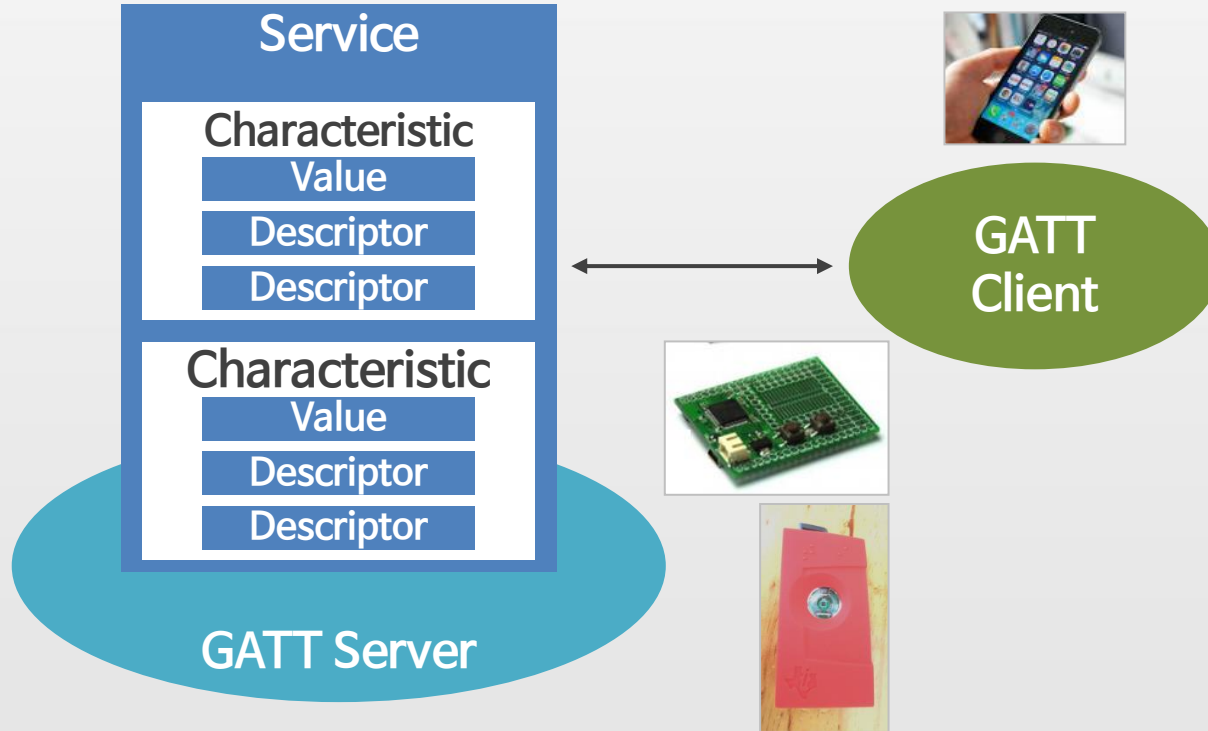 Service
Characteristic
Value
Descriptor
Descriptor
Characteristic
Value
Descriptor
Descriptor
GATT Server
GATT
Client